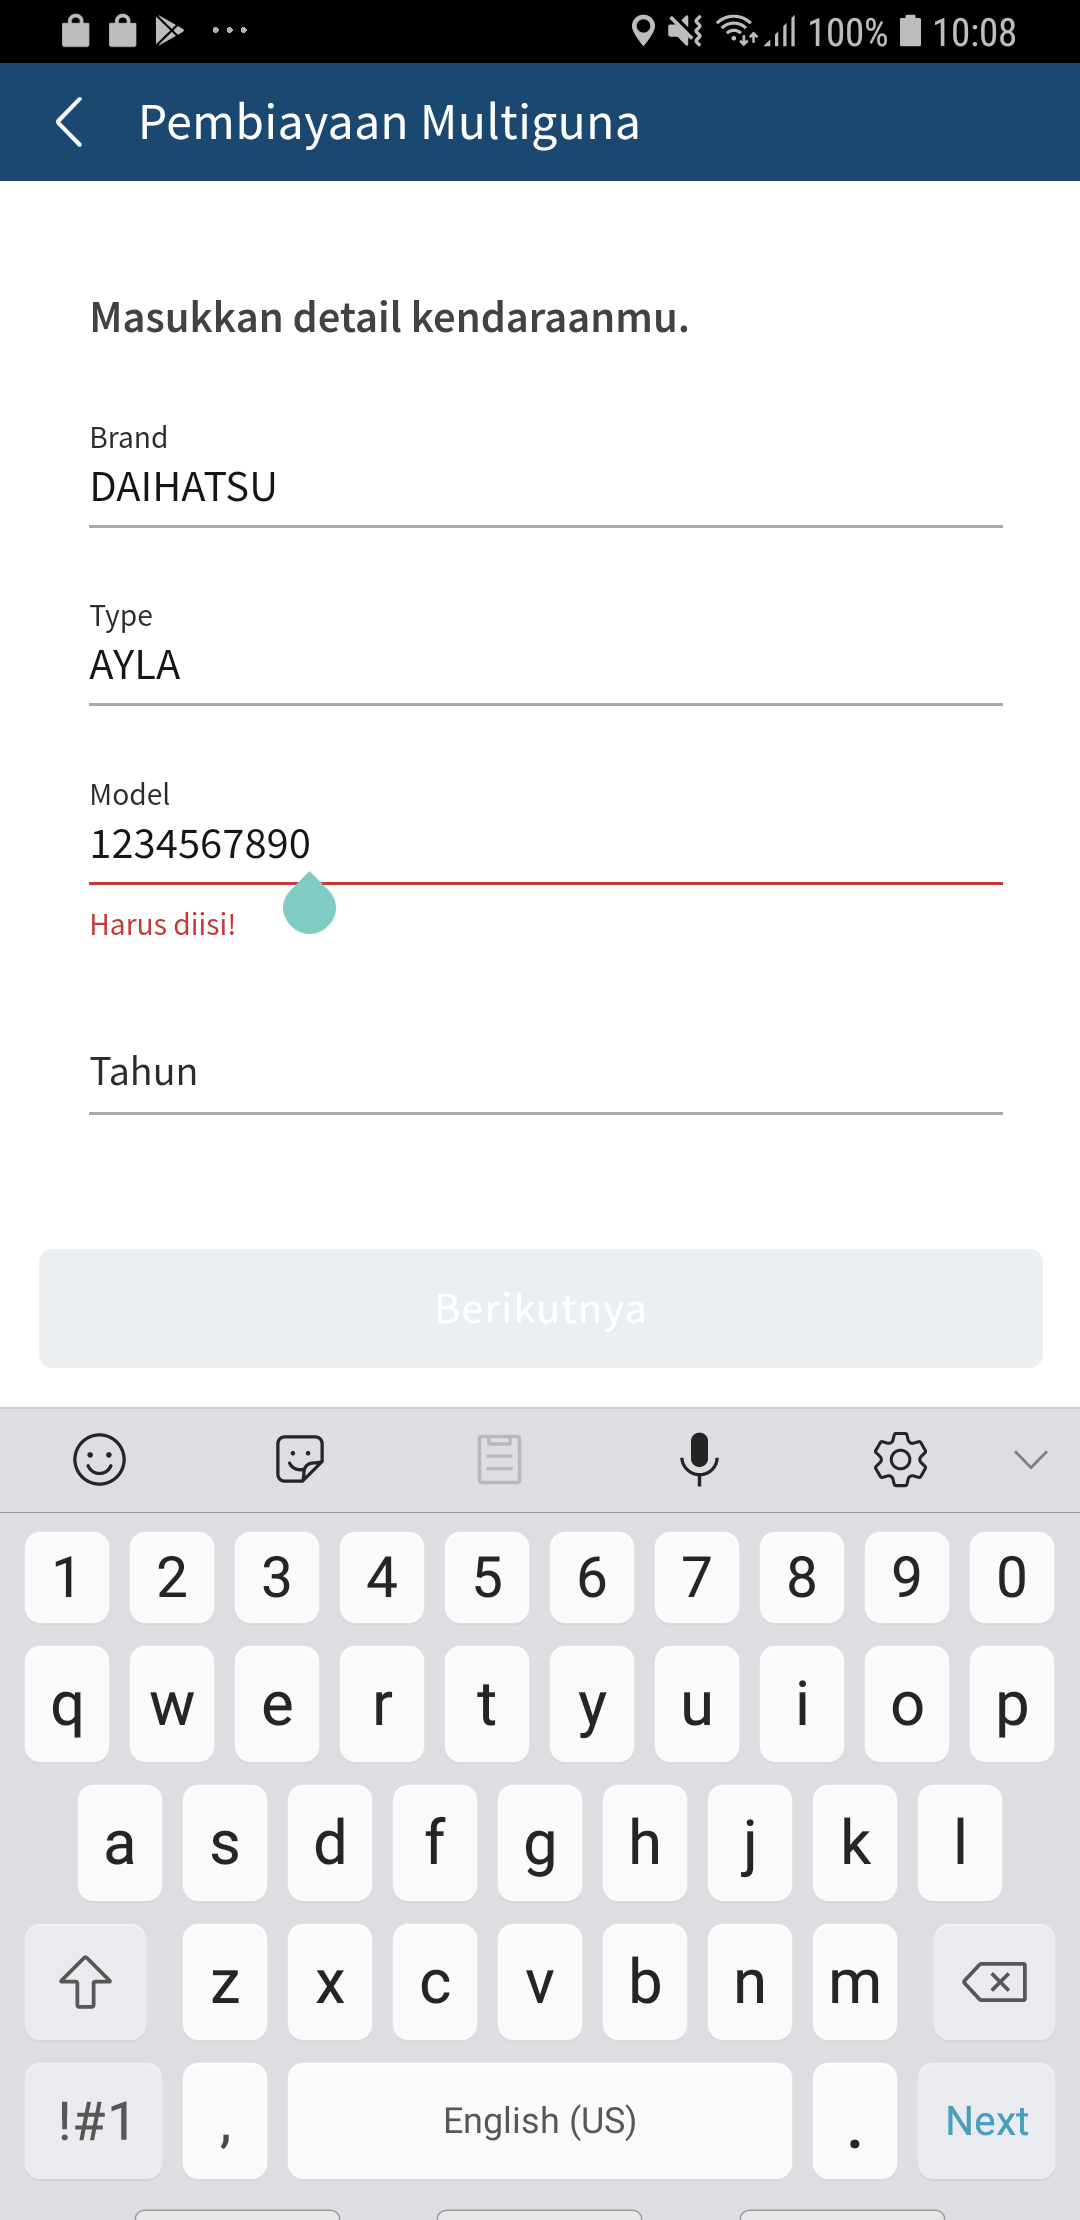 100% 10:08
Pembiayaan Multiguna
Masukkan detail kendaraanmu.
Brand
DAIHATSU
Type
AYLA
Model
1234567890
Harus diisi!
Tahun
Berikutnya
1 2 3 4 5 6 7 8 9 0
q w e r t y u i o p
a s d f g h j k l
z x c v b n m
!#1 , English (US) . Next